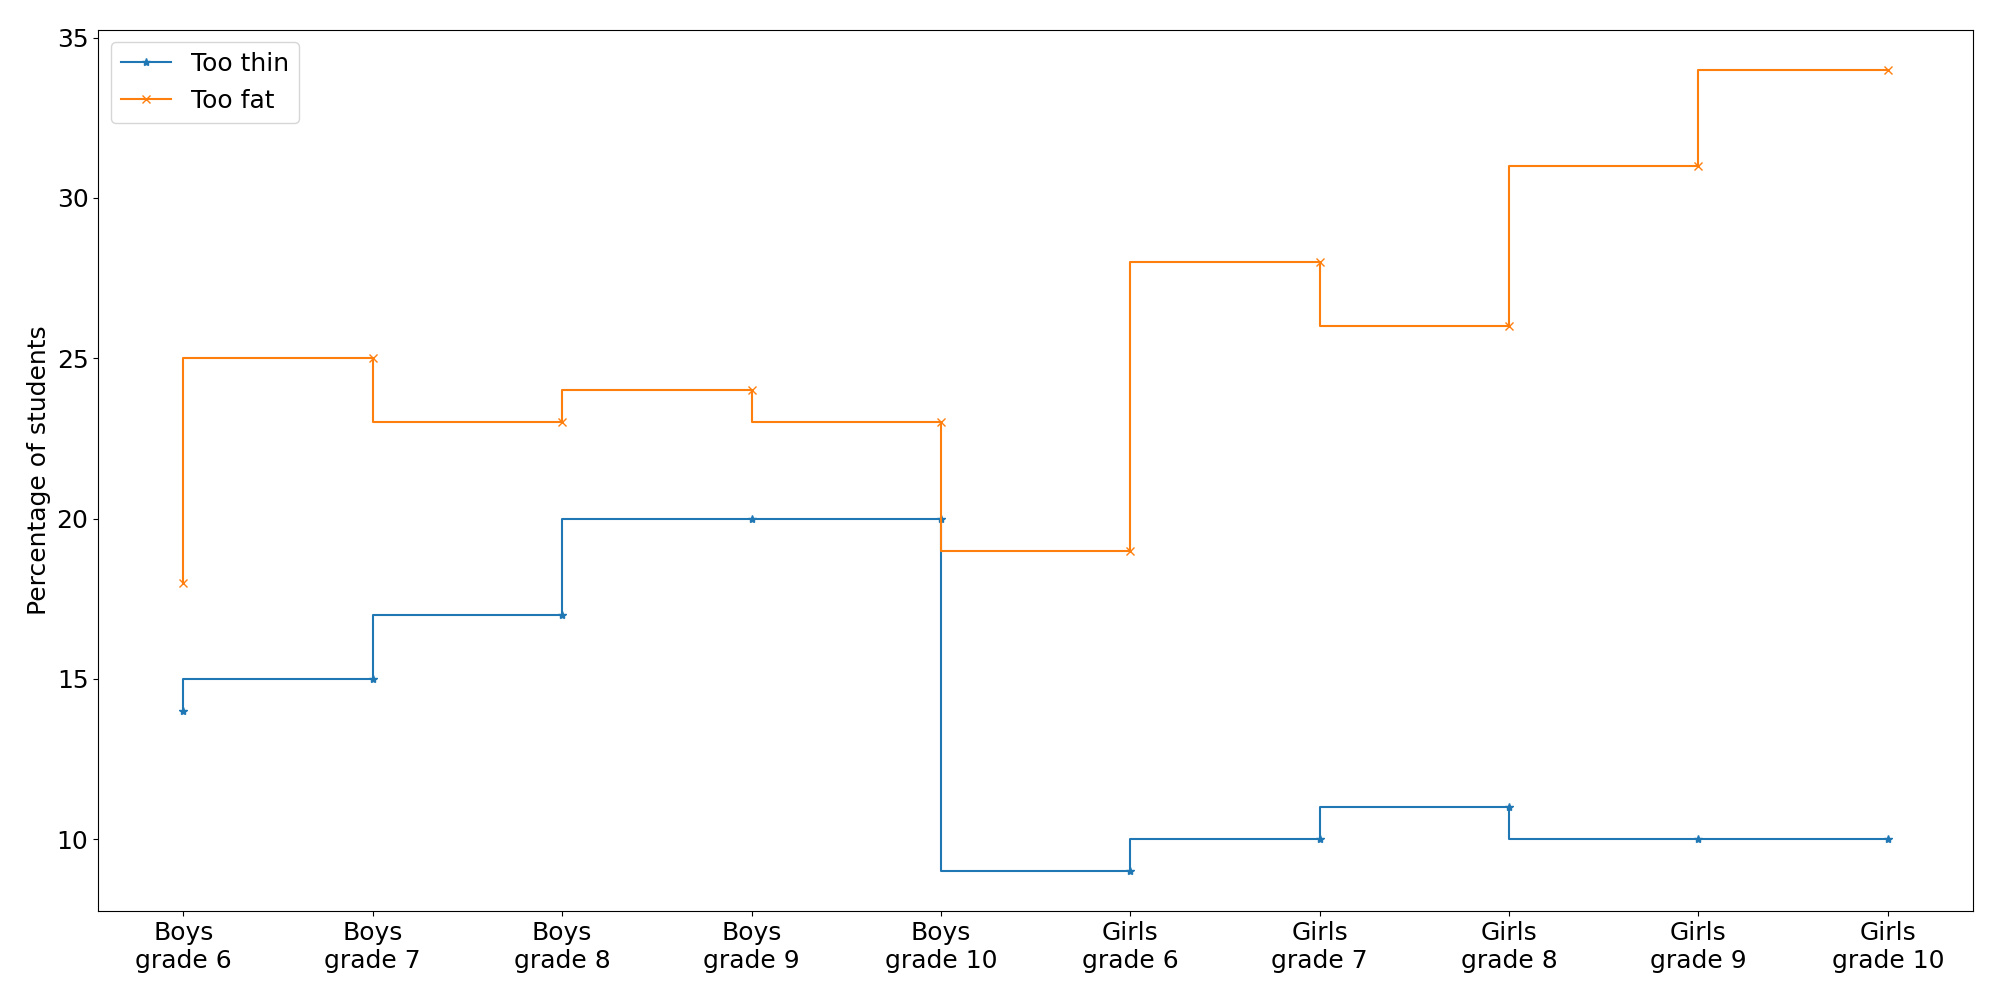 Too thin
Too fat
Percentage of students
35
30
25
20
15
10
Boys
grade 6
Boys
grade 7
Boys
grade 8
Boys
grade 9
Boys
grade 10
Girls
grade 6
Girls
grade 7
Girls
grade 8
Girls
grade 9
Girls
grade 10